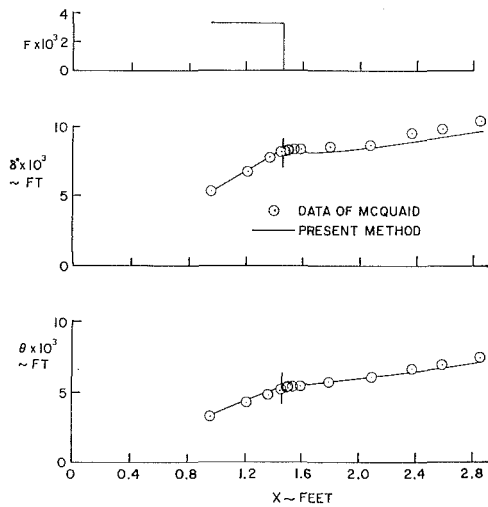 4
F x 10³ 2
0
10
δ* x 10³
~ FT
5
0
⊙ DATA OF MCQUAID
— PRESENT METHOD
10
θ x 10³
~ FT
5
0
0 .4 0.8 1.2 1.6 2.0 2.4 2.8
X ~ FEET